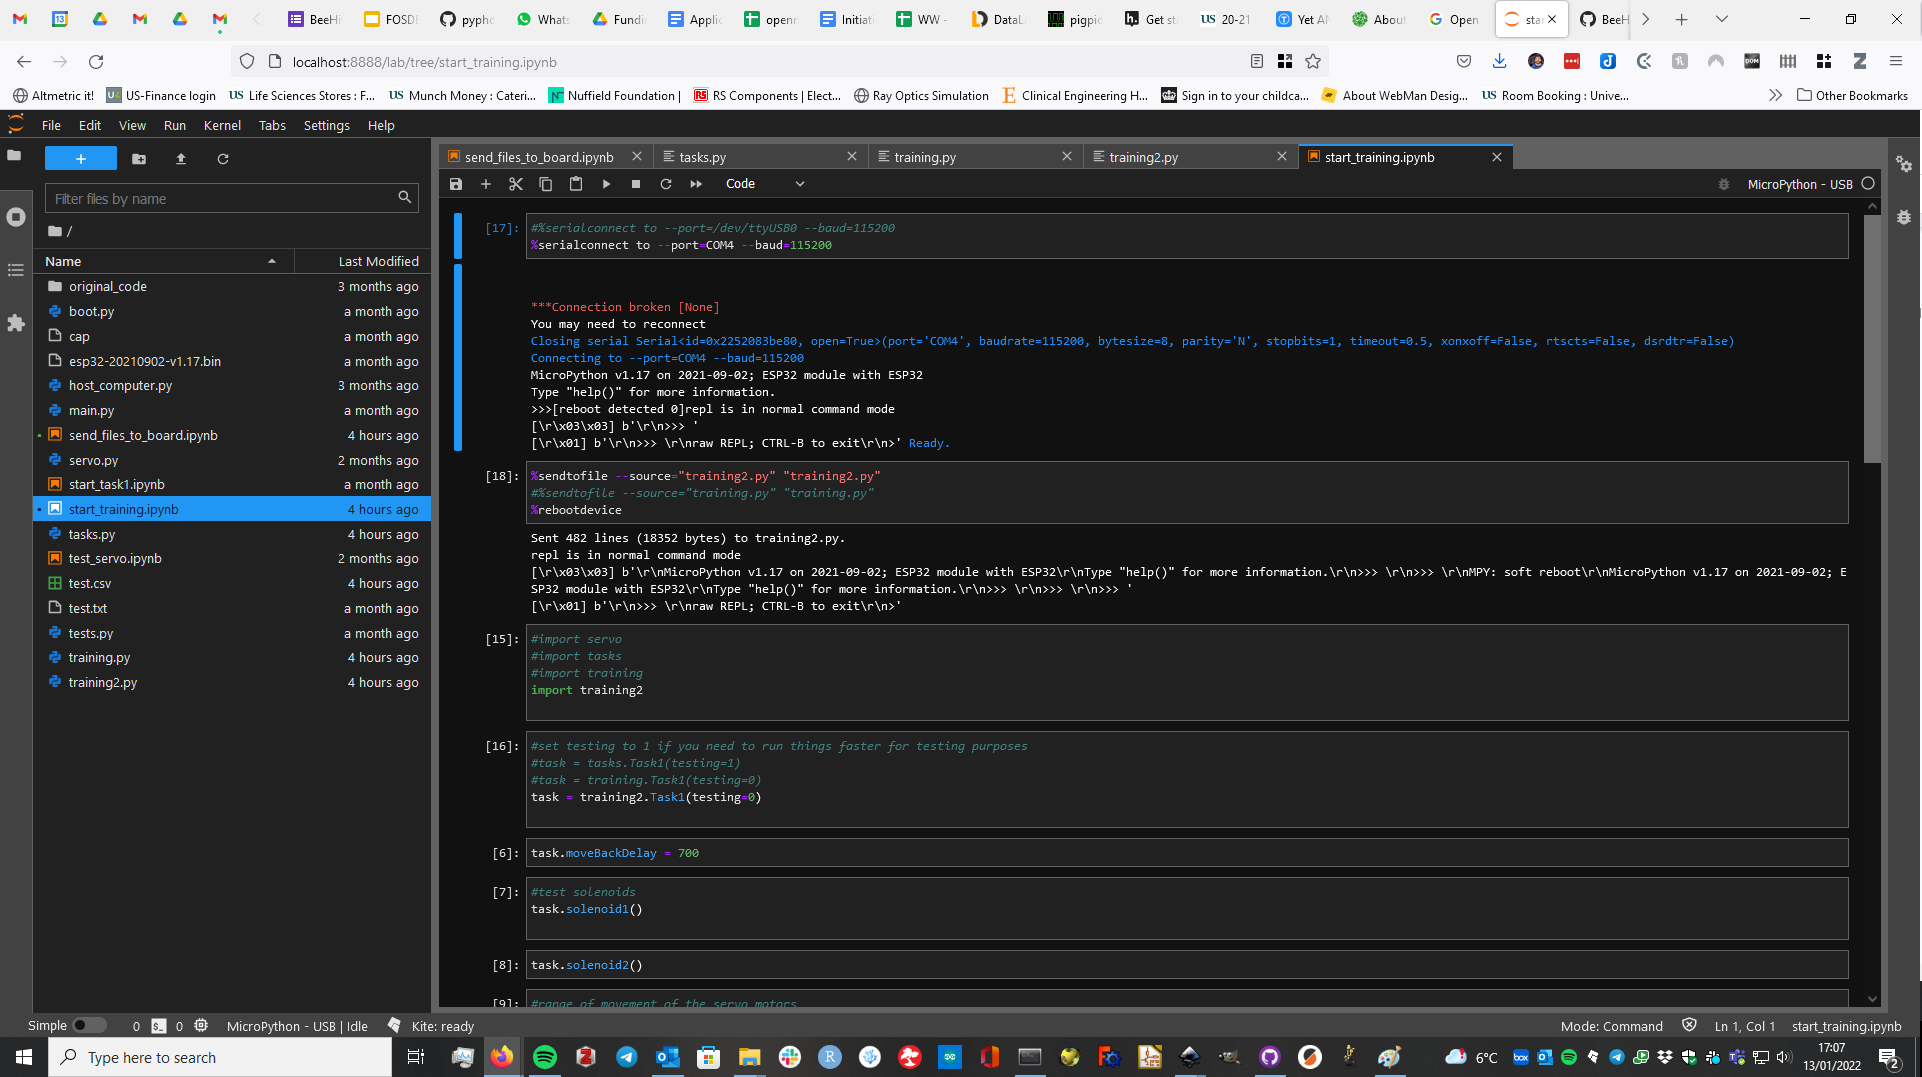 BeeHi
FOSDE
pypho
Whats
Fundin
Applic
openn
Initiati
WW -
DataLa
pigpio
Get sta
US 20-21
Yet AN
About
Open
star
BeeH
localhost:8888/lab/tree/start_training.ipynb
Altmetric it!
US-Finance login
US Life Sciences Stores : F...
US Munch Money : Cateri...
Nuffield Foundation |
RS Components | Elect...
Ray Optics Simulation
Clinical Engineering H...
Sign in to your childca...
About WebMan Desig...
US Room Booking : Unive...
Other Bookmarks
File Edit View Run Kernel Tabs Settings Help
send_files_to_board.ipynb
tasks.py
training.py
training2.py
start_training.ipynb
Code
MicroPython - USB
Filter files by name
/
Name Last Modified
original_code 3 months ago
boot.py a month ago
cap a month ago
esp32-20210902-v1.17.bin a month ago
host_computer.py 3 months ago
main.py a month ago
send_files_to_board.ipynb 4 hours ago
servo.py 2 months ago
start_task1.ipynb a month ago
start_training.ipynb 4 hours ago
tasks.py 4 hours ago
test_servo.ipynb 2 months ago
test.csv 4 hours ago
test.txt a month ago
tests.py a month ago
training.py 4 hours ago
training2.py 4 hours ago
[17]:
#%serialconnect to --port=/dev/ttyUSB0 --baud=115200
%serialconnect to --port=COM4 --baud=115200
***Connection broken [None]
You may need to reconnect
Closing serial Serial<id=0x2252083be80, open=True>(port='COM4', baudrate=115200, bytesize=8, parity='N', stopbits=1, timeout=0.5, xonxoff=False, rtscts=False, dsrdtr=False)
Connecting to --port=COM4 --baud=115200
MicroPython v1.17 on 2021-09-02; ESP32 module with ESP32
Type "help()" for more information.
>>>[reboot detected 0]repl is in normal command mode
[\r\x03\x03] b'\r\n>>> '
[\r\x01] b'\r\n>>> \r\nraw REPL; CTRL-B to exit\r\n>' Ready.
[18]:
%sendtofile --source="training2.py" "training2.py"
#%sendtofile --source="training.py" "training.py"
%rebootdevice
Sent 482 lines (18352 bytes) to training2.py.
repl is in normal command mode
[\r\x03\x03] b'\r\nMicroPython v1.17 on 2021-09-02; ESP32 module with ESP32\r\nType "help()" for more information.\r\n>>> \r\n>>> \r\nMPY: soft reboot\r\nMicroPython v1.17 on 2021-09-02; E
SP32 module with ESP32\r\nType "help()" for more information.\r\n>>> \r\n>>> \r\n>>> '
[\r\x01] b'\r\n>>> \r\nraw REPL; CTRL-B to exit\r\n>'
[15]:
#import servo
#import tasks
#import training
import training2
[16]:
#set testing to 1 if you need to run things faster for testing purposes
#task = tasks.Task1(testing=1)
#task = training.Task1(testing=0)
task = training2.Task1(testing=0)
[6]: task.moveBackDelay = 700
[7]:
#test solenoids
task.solenoid1()
[8]: task.solenoid2()
[9]: #range of movement of the servo motors
Simple 0 0 MicroPython - USB | Idle Kite: ready
Mode: Command Ln 1, Col 1 start_training.ipynb
Type here to search
6°C
17:07
13/01/2022
2